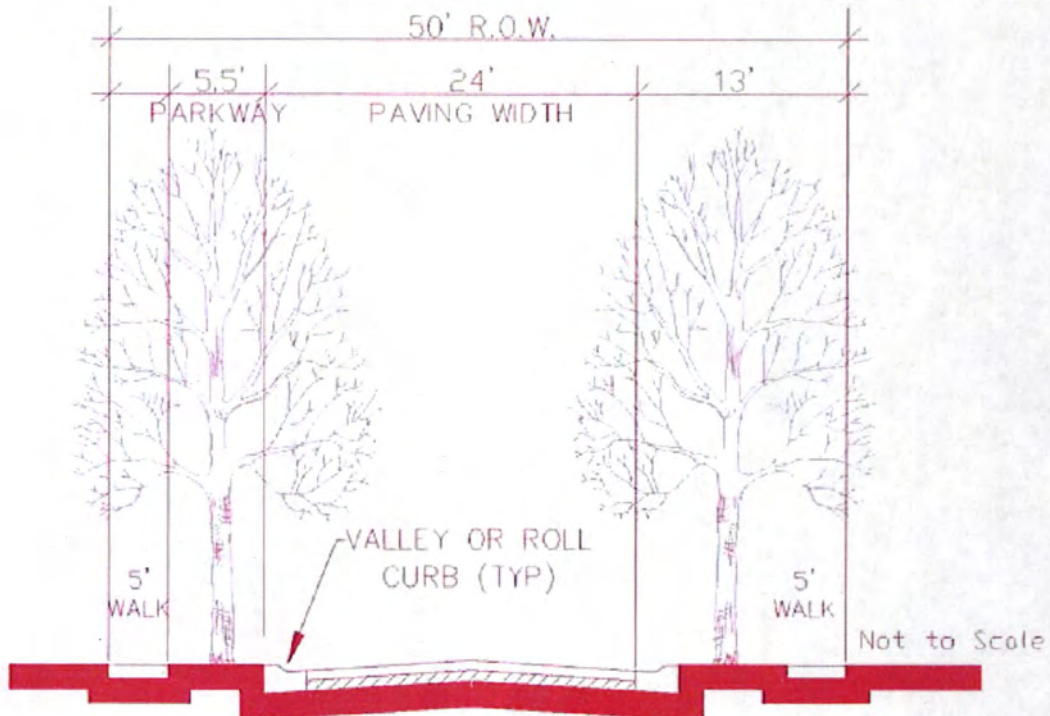 50' R.O.W.
5.5' 24' 13'
PARKWAY PAVING WIDTH
VALLEY OR ROLL
CURB (TYP)
5'
WALK
5'
WALK
Not to Scale